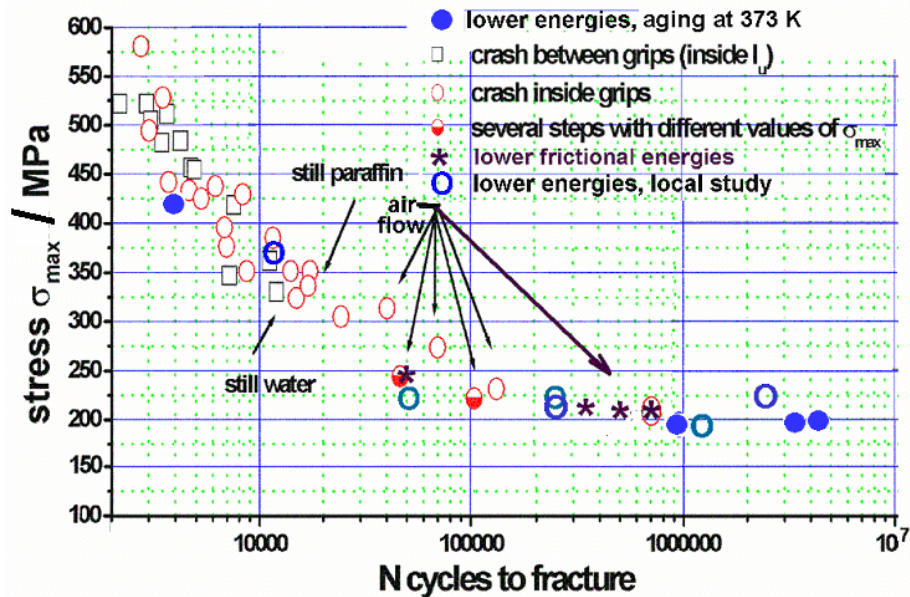 lower energies, aging at 373 K
crash between grips (inside lu)
crash inside grips
several steps with different values of σmax
lower frictional energies
lower energies, local study
still paraffin
air
flow
still water
stress σmax / MPa
600
550
500
450
400
350
300
250
200
150
100
10000
100000
1000000
10^7
N cycles to fracture